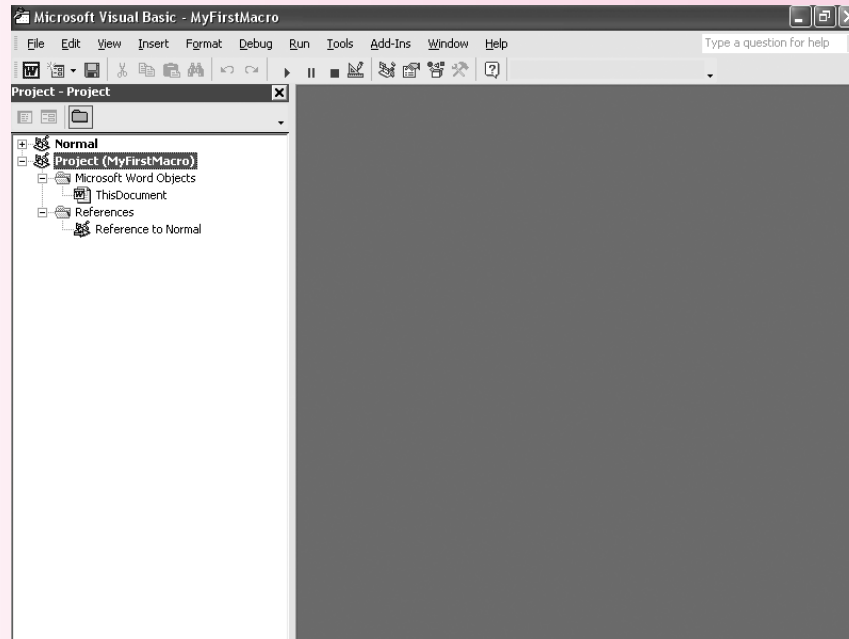 Microsoft Visual Basic - MyFirstMacro
File Edit View Insert Format Debug Run Tools Add-Ins Window Help Type a question for help
Project - Project
Normal
Project (MyFirstMacro)
Microsoft Word Objects
ThisDocument
References
Reference to Normal